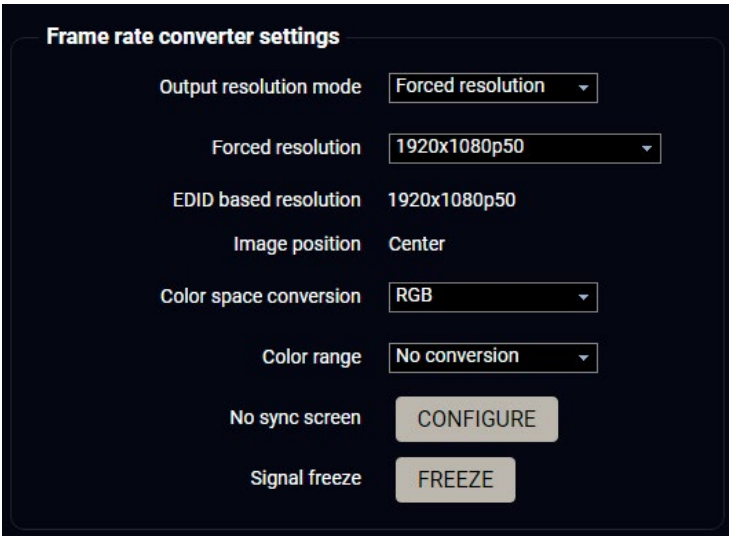 Frame rate converter settings
Output resolution mode Forced resolution
Forced resolution 1920x1080p50
EDID based resolution 1920x1080p50
Image position Center
Color space conversion RGB
Color range No conversion
No sync screen CONFIGURE
Signal freeze FREEZE